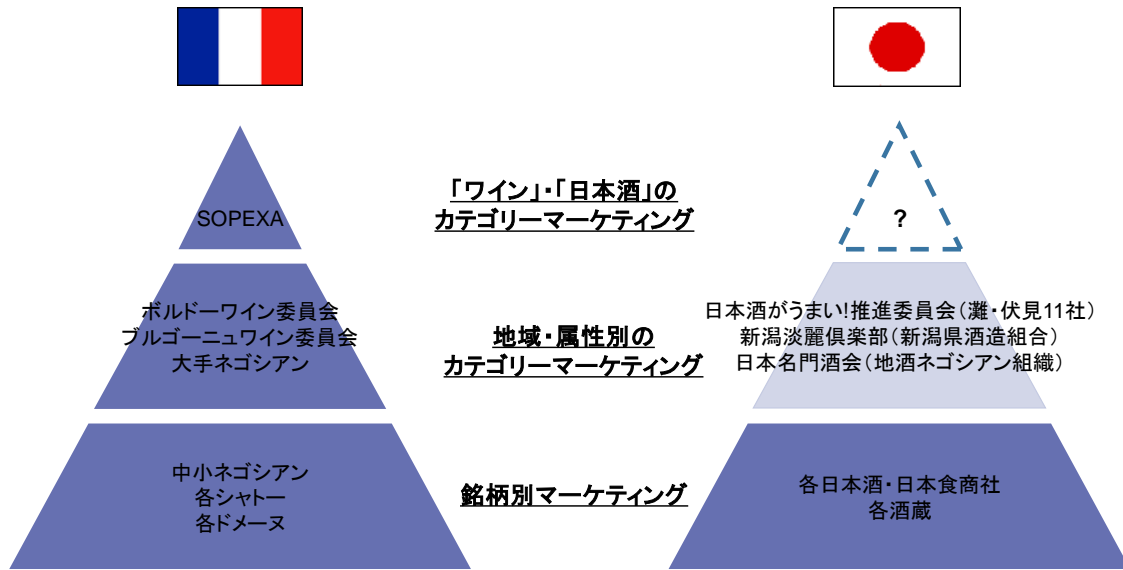 「ワイン」・「日本酒」の
カテゴリーマーケティング
SOPEXA
?
ボルドーワイン委員会
ブルゴーニュワイン委員会
大手ネゴシアン
地域・属性別の
カテゴリーマーケティング
日本酒がうまい!推進委員会(灘・伏見11社)
新潟淡麗倶楽部(新潟県酒造組合)
日本名門酒会(地酒ネゴシアン組織)
中小ネゴシアン
各シャトー
各ドメーヌ
銘柄別マーケティング
各日本酒・日本食商社
各酒蔵